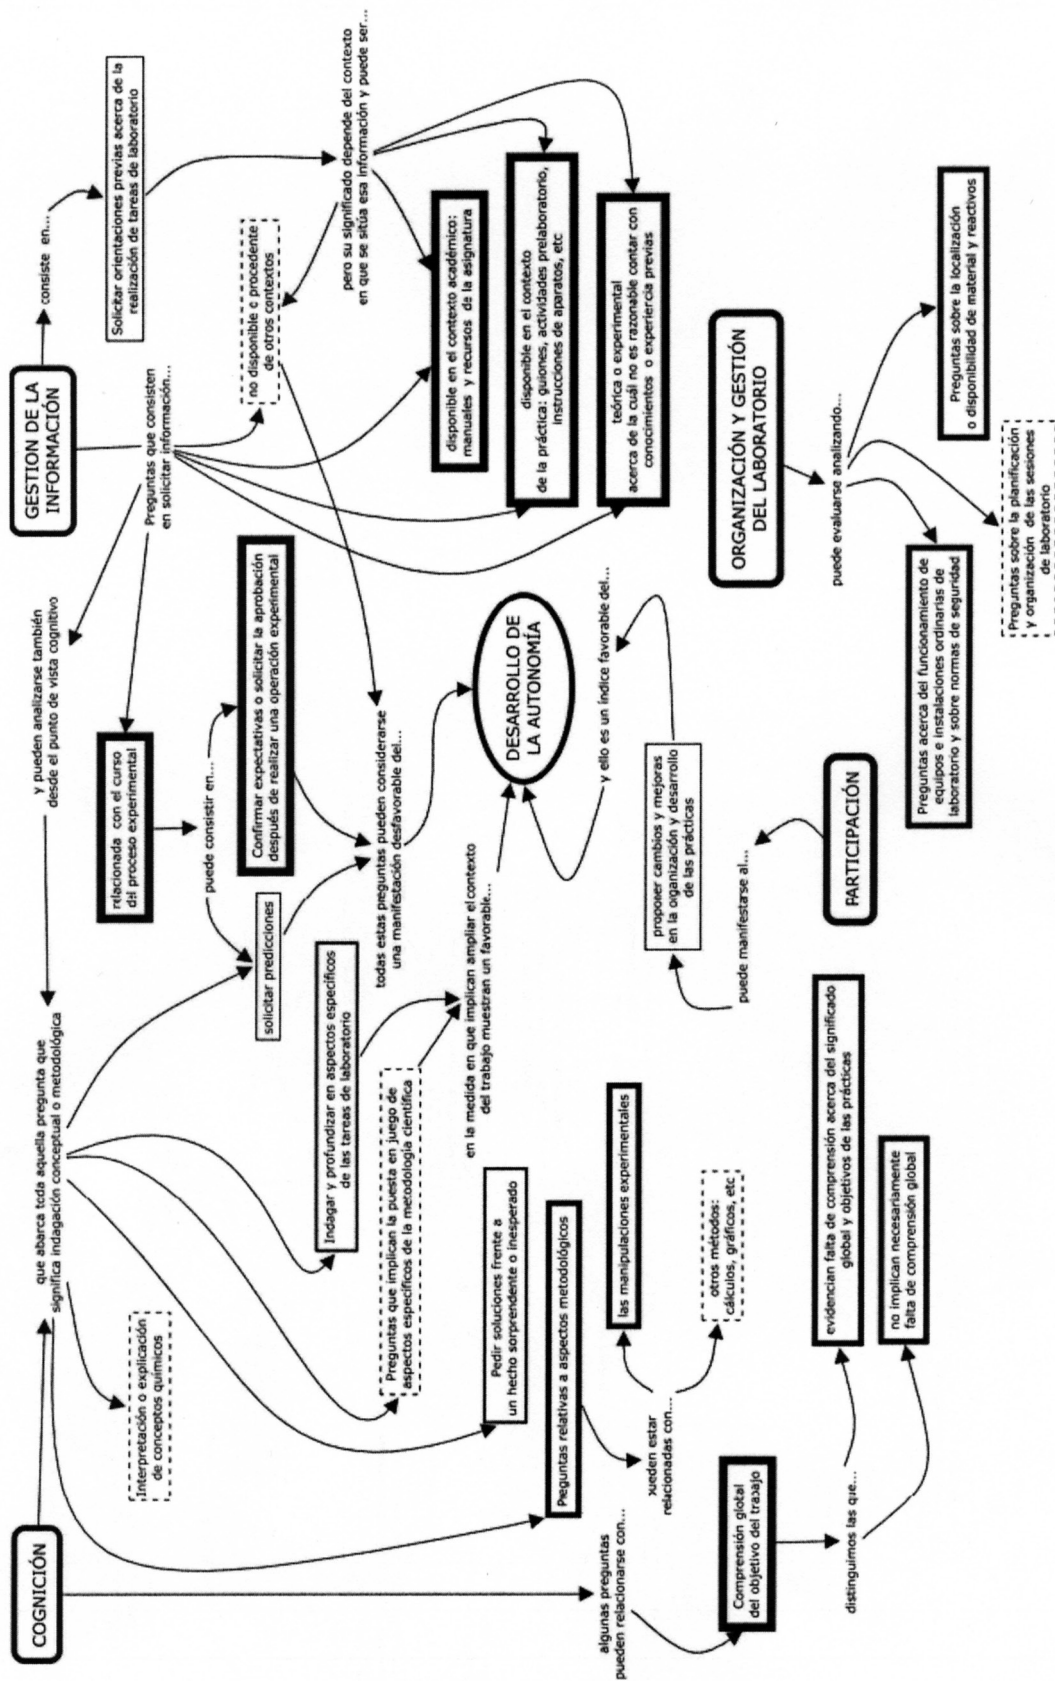 COGNICIÓN
que abarca toda aquella pregunta que
significa indagación conceptual o metodológica
y pueden analizarse también
desde el punto de vista cognitivo
GESTION DE LA
INFORMACIÓN
consiste en...
Solicitar orientaciones previas acerca de la
realización de tareas de laboratorio
Preguntas que consisten
en solicitar información...
Interpretación o explicación
de conceptos químicos
relacionada con el curso
del proceso experimental
puede consistir en...
no disponible o procedente
de otros contextos
pero su significado depende del contexto
en que se sitúa esa información y puede ser...
solicitar predicciones
Confirmar expectativas o solicitar la aprobación
después de realizar una operación experimental
Indagar y profundizar en aspectos específicos
de las tareas de laboratorio
todas estas preguntas pueden considerarse
una manifestación desfavorable del...
Preguntas que implican la puesta en juego de
aspectos específicos de la metodología científica
en la medida en que implican ampliar el contexto
del trabajo muestran un favorable...
disponible en el contexto académico:
manuales y recursos de la asignatura
Pedir soluciones frente a
un hecho sorprendente o inesperado
DESARROLLO DE
LA AUTONOMÍA
disponible en el contexto
de la práctica: guiones, actividades prelaboratorio,
instrucciones de aparatos, etc
Preguntas relativas a aspectos metodológicos
teórica o experimental
acerca de la cuál no es razonable contar con
conocimientos o experiencia previas
algunas preguntas
pueden relacionarse con...
pueden estar
relacionadas con...
las manipulaciones experimentales
y ello es un índice favorable del...
otros métodos:
cálculos, gráficos, etc
proponer cambios y mejoras
en la organización y desarrollo
de las prácticas
ORGANIZACIÓN Y GESTIÓN
DEL LABORATORIO
Comprensión global
del objetivo del trabajo
puede manifestarse al...
puede evaluarse analizando...
distinguimos las que...
evidencian falta de comprensión acerca del significado
global y objetivos de las prácticas
PARTICIPACIÓN
no implican necesariamente
falta de comprensión global
Preguntas acerca del funcionamiento de
equipos e instalaciones ordinarias de
laboratorio y sobre normas de seguridad
Preguntas sobre la planificación
y organización de las sesiones
de laboratorio
Preguntas sobre la localización
o disponibilidad de material y reactivos